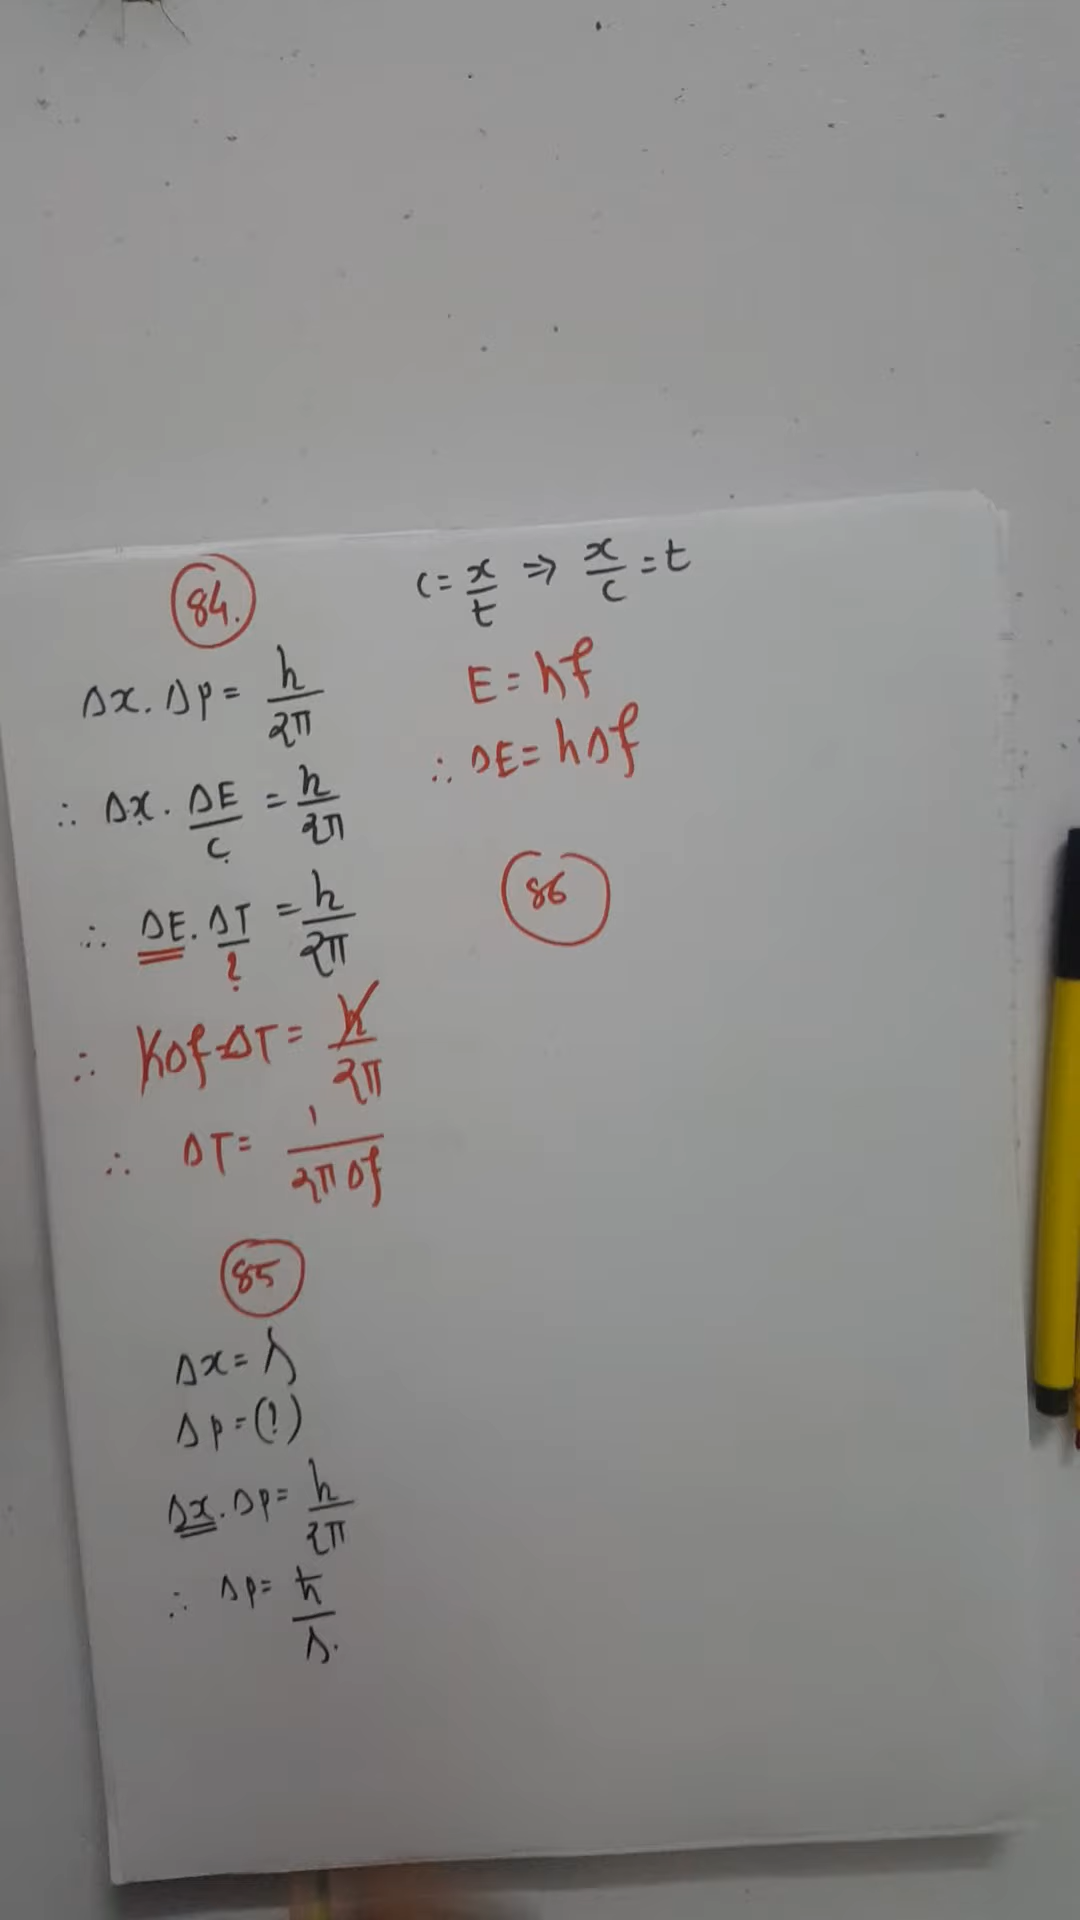 84.
Δx. Δp = h/2π
∴ Δx. ΔE/c = h/2π
∴ ΔE. ΔT/? = h/2π
∴ hΔf·ΔT = h/2π
∴ ΔT = 1/2πΔf
85
Δx = λ
Δp = (?)
Δx. Δp = h/2π
∴ Δp = ħ/λ.
c = x/t ⇒ x/c = t
E = hf
∴ ΔE = hΔf
86